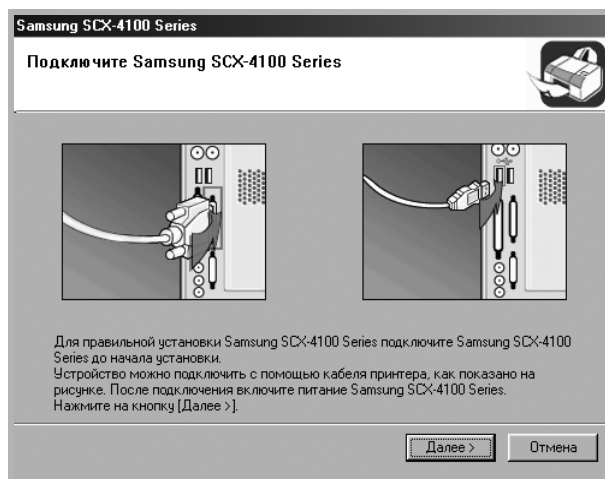 Samsung SCX-4100 Series
Подключите Samsung SCX-4100 Series
Для правильной установки Samsung SCX-4100 Series подключите Samsung SCX-4100
Series до начала установки.
Устройство можно подключить с помощью кабеля принтера, как показано на
рисунке. После подключения включите питание Samsung SCX-4100 Series.
Нажмите на кнопку [Далее >].
Далее >
Отмена